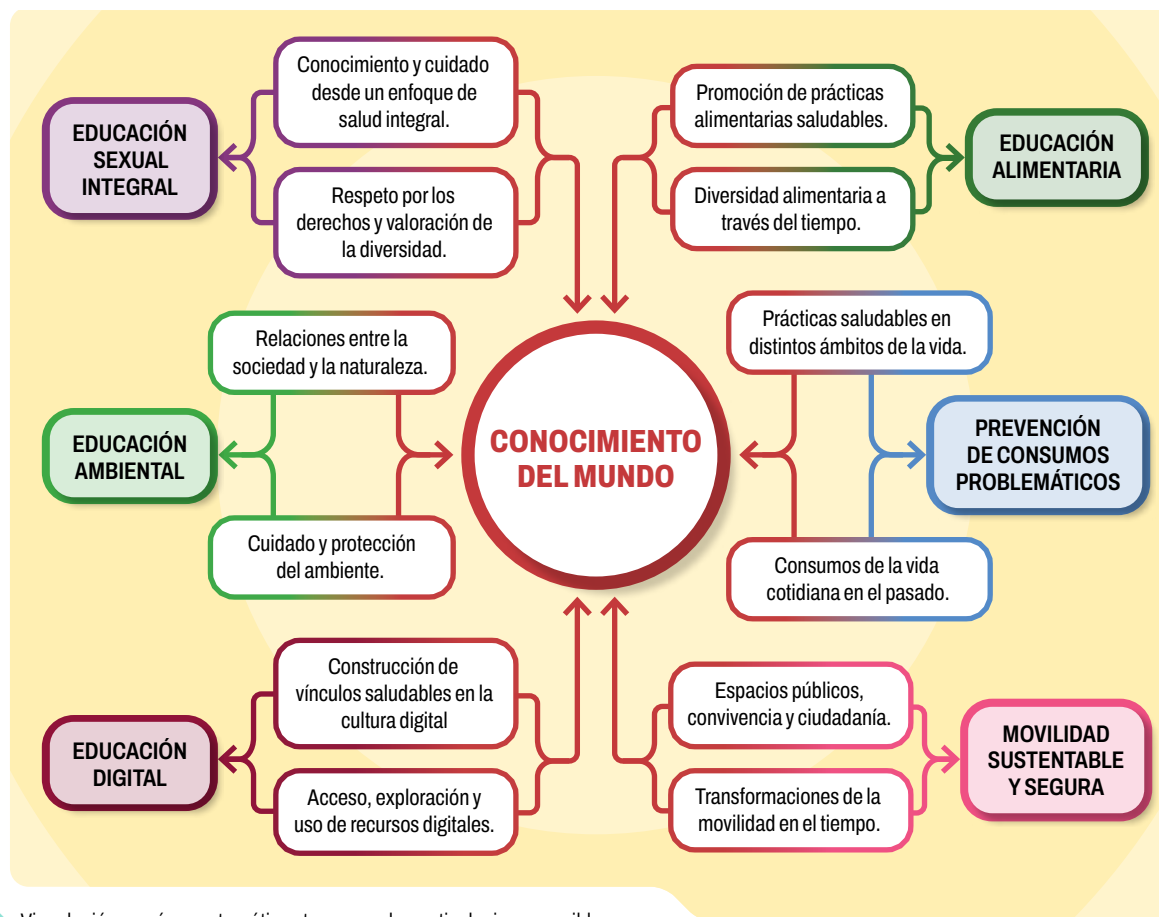 EDUCACIÓN
SEXUAL
INTEGRAL
Conocimiento y cuidado
desde un enfoque de
salud integral.
Respeto por los
derechos y valoración de
la diversidad.
Promoción de prácticas
alimentarias saludables.
Diversidad alimentaria a
través del tiempo.
EDUCACIÓN
ALIMENTARIA
Relaciones entre la
sociedad y la naturaleza.
EDUCACIÓN
AMBIENTAL
Cuidado y protección
del ambiente.
CONOCIMIENTO
DEL MUNDO
Prácticas saludables en
distintos ámbitos de la vida.
PREVENCIÓN
DE CONSUMOS
PROBLEMÁTICOS
Consumos de la vida
cotidiana en el pasado.
EDUCACIÓN
DIGITAL
Construcción de
vínculos saludables en la
cultura digital
Acceso, exploración y
uso de recursos digitales.
Espacios públicos,
convivencia y ciudadanía.
Transformaciones de la
movilidad en el tiempo.
MOVILIDAD
SUSTENTABLE
Y SEGURA